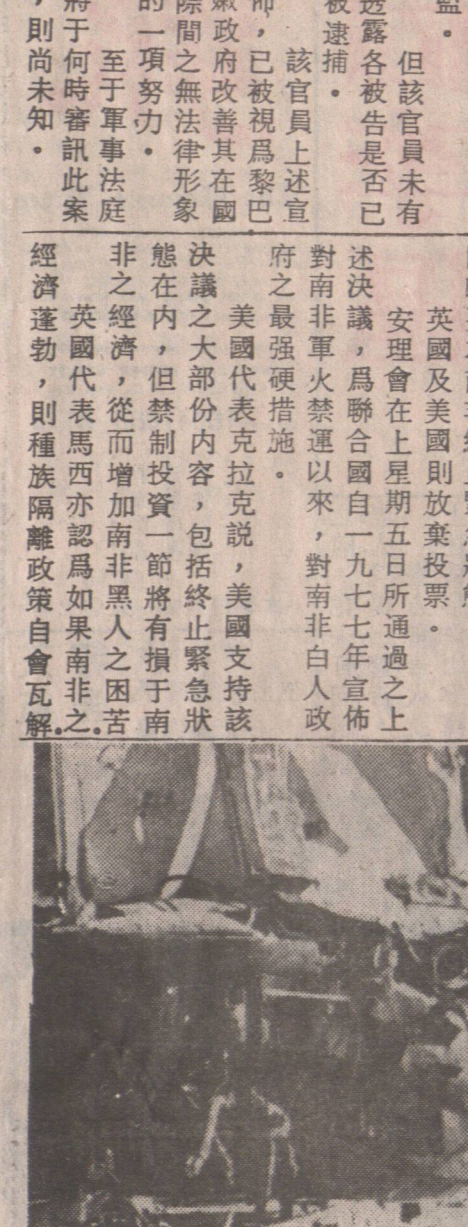 監。
但該官員未有
透露各被告是否已
被逮捕。
該官員上述宣
佈，已被視爲黎巴
嫩政府改善其在國
際間之無法律形象
的一項努力。
至于軍事法庭
將于何時審訊此案
，則尚未知。
英國及美國則放棄投票。
安理會在上星期五日所通過之上
述決議，爲聯合國自一九七七年宣佈
對南非軍火禁運以來，對南非白人政
府之最强硬措施。
美國代表克拉克説，美國支持該
決議之大部份内容，包括終止緊急狀
態在内，但禁制投資一節將有損于南
非之經濟，從而增加南非黑人之困苦。
英國代表馬西亦認爲如果南非之
經濟蓬勃，則種族隔離政策自會瓦解。